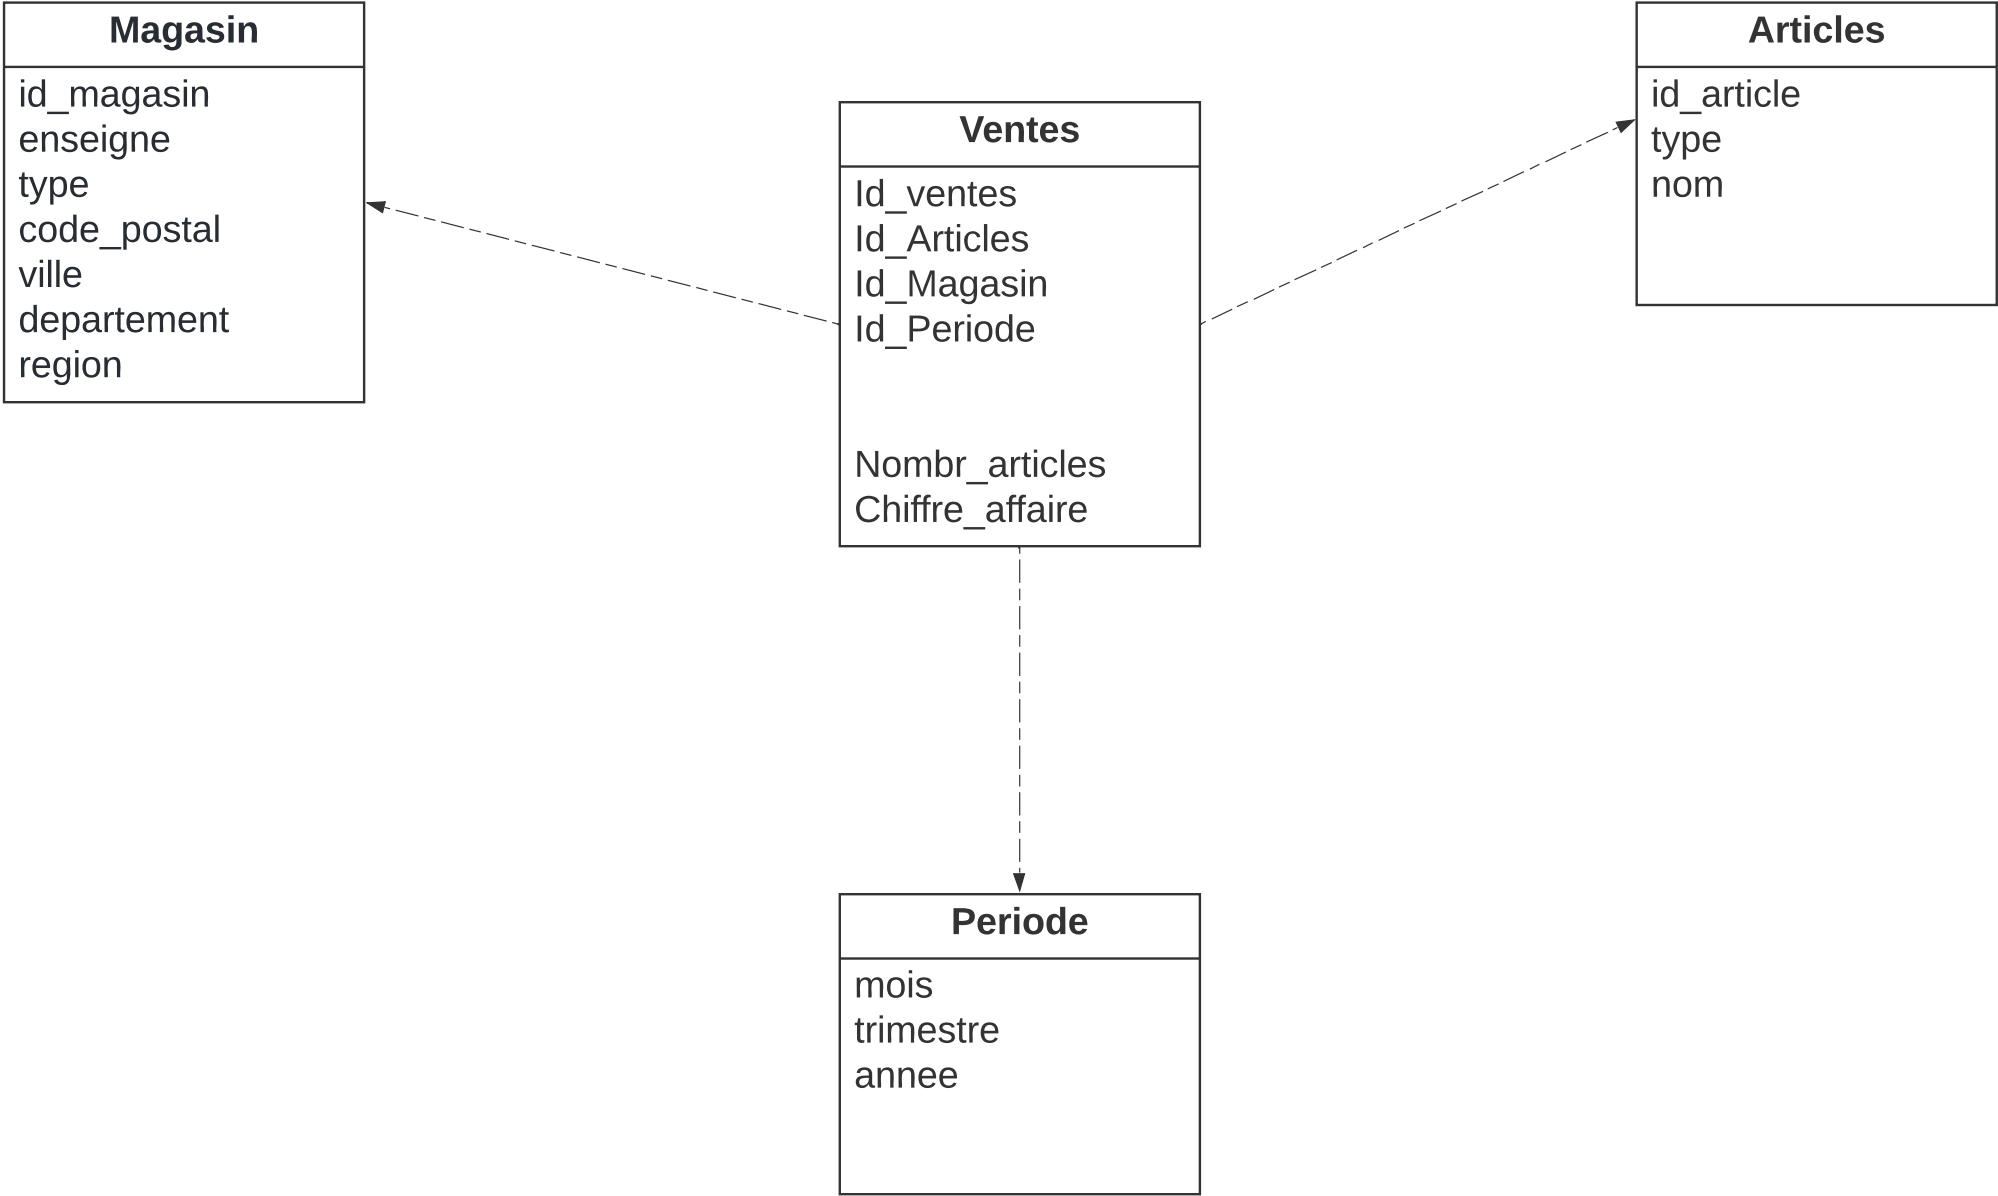 Magasin
id_magasin
enseigne
type
code_postal
ville
departement
region
Ventes
Id_ventes
Id_Articles
Id_Magasin
Id_Periode
Nombr_articles
Chiffre_affaire
Articles
id_article
type
nom
Periode
mois
trimestre
annee